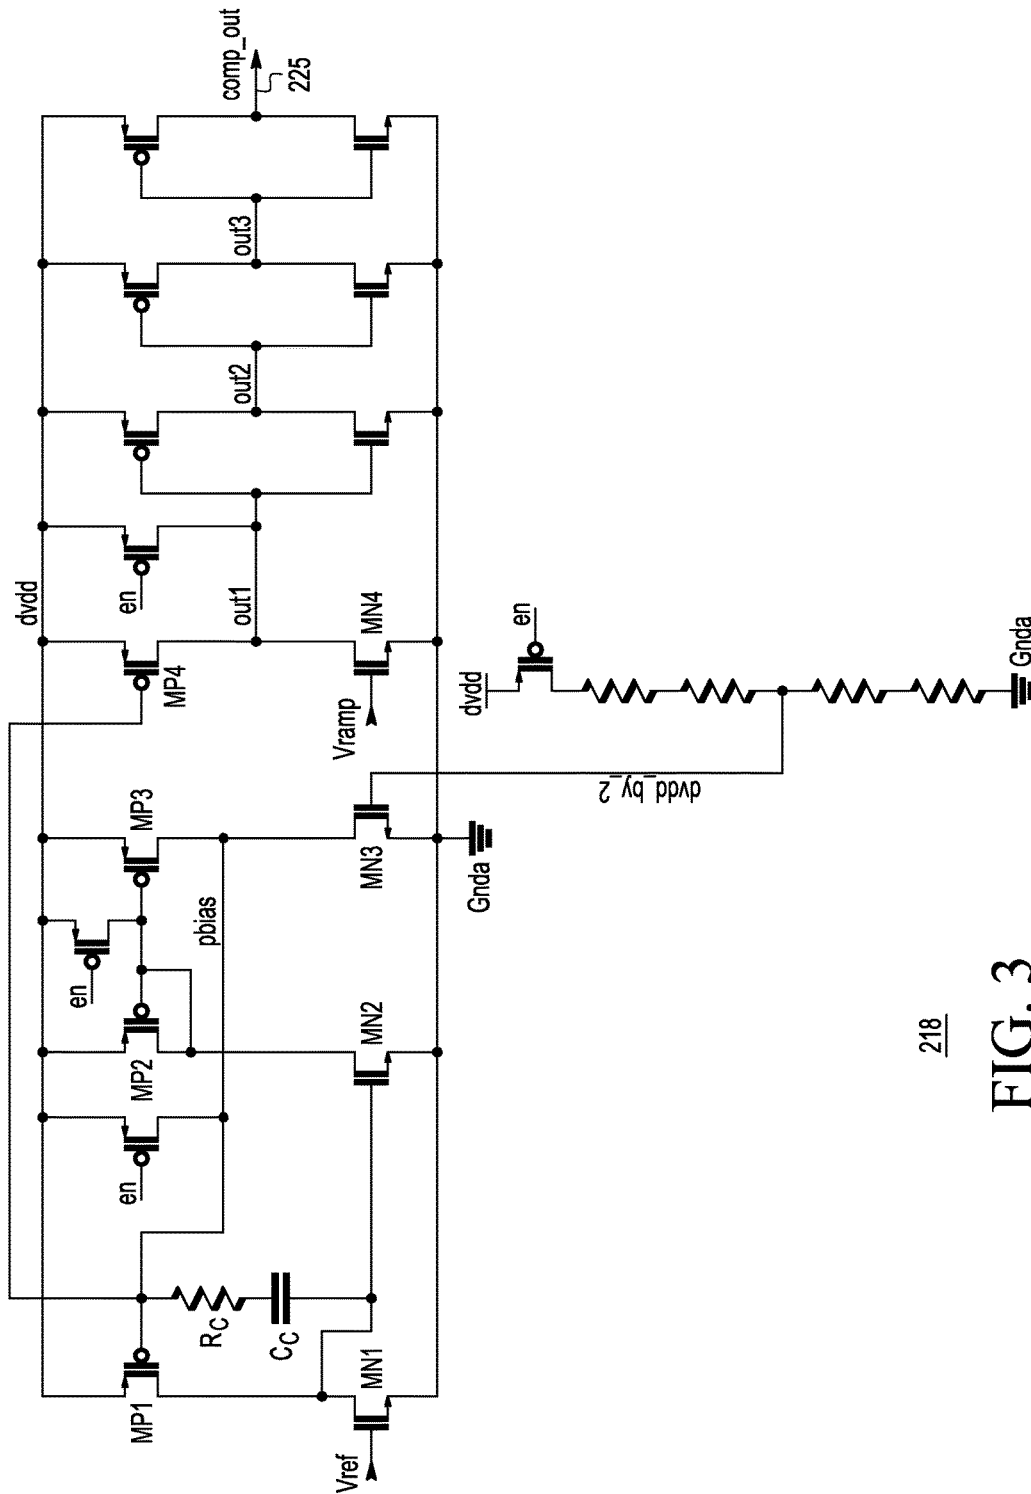 comp_out
225
out3
out2
en
dvdd
out1
MP4
MN4
Vramp
dvdd
en
Gnda
dvdd_by_2
MP3
MN3
Gnda
pbias
en
MP2
MN2
en
RC
CC
MP1
MN1
Vref
218
FIG. 3